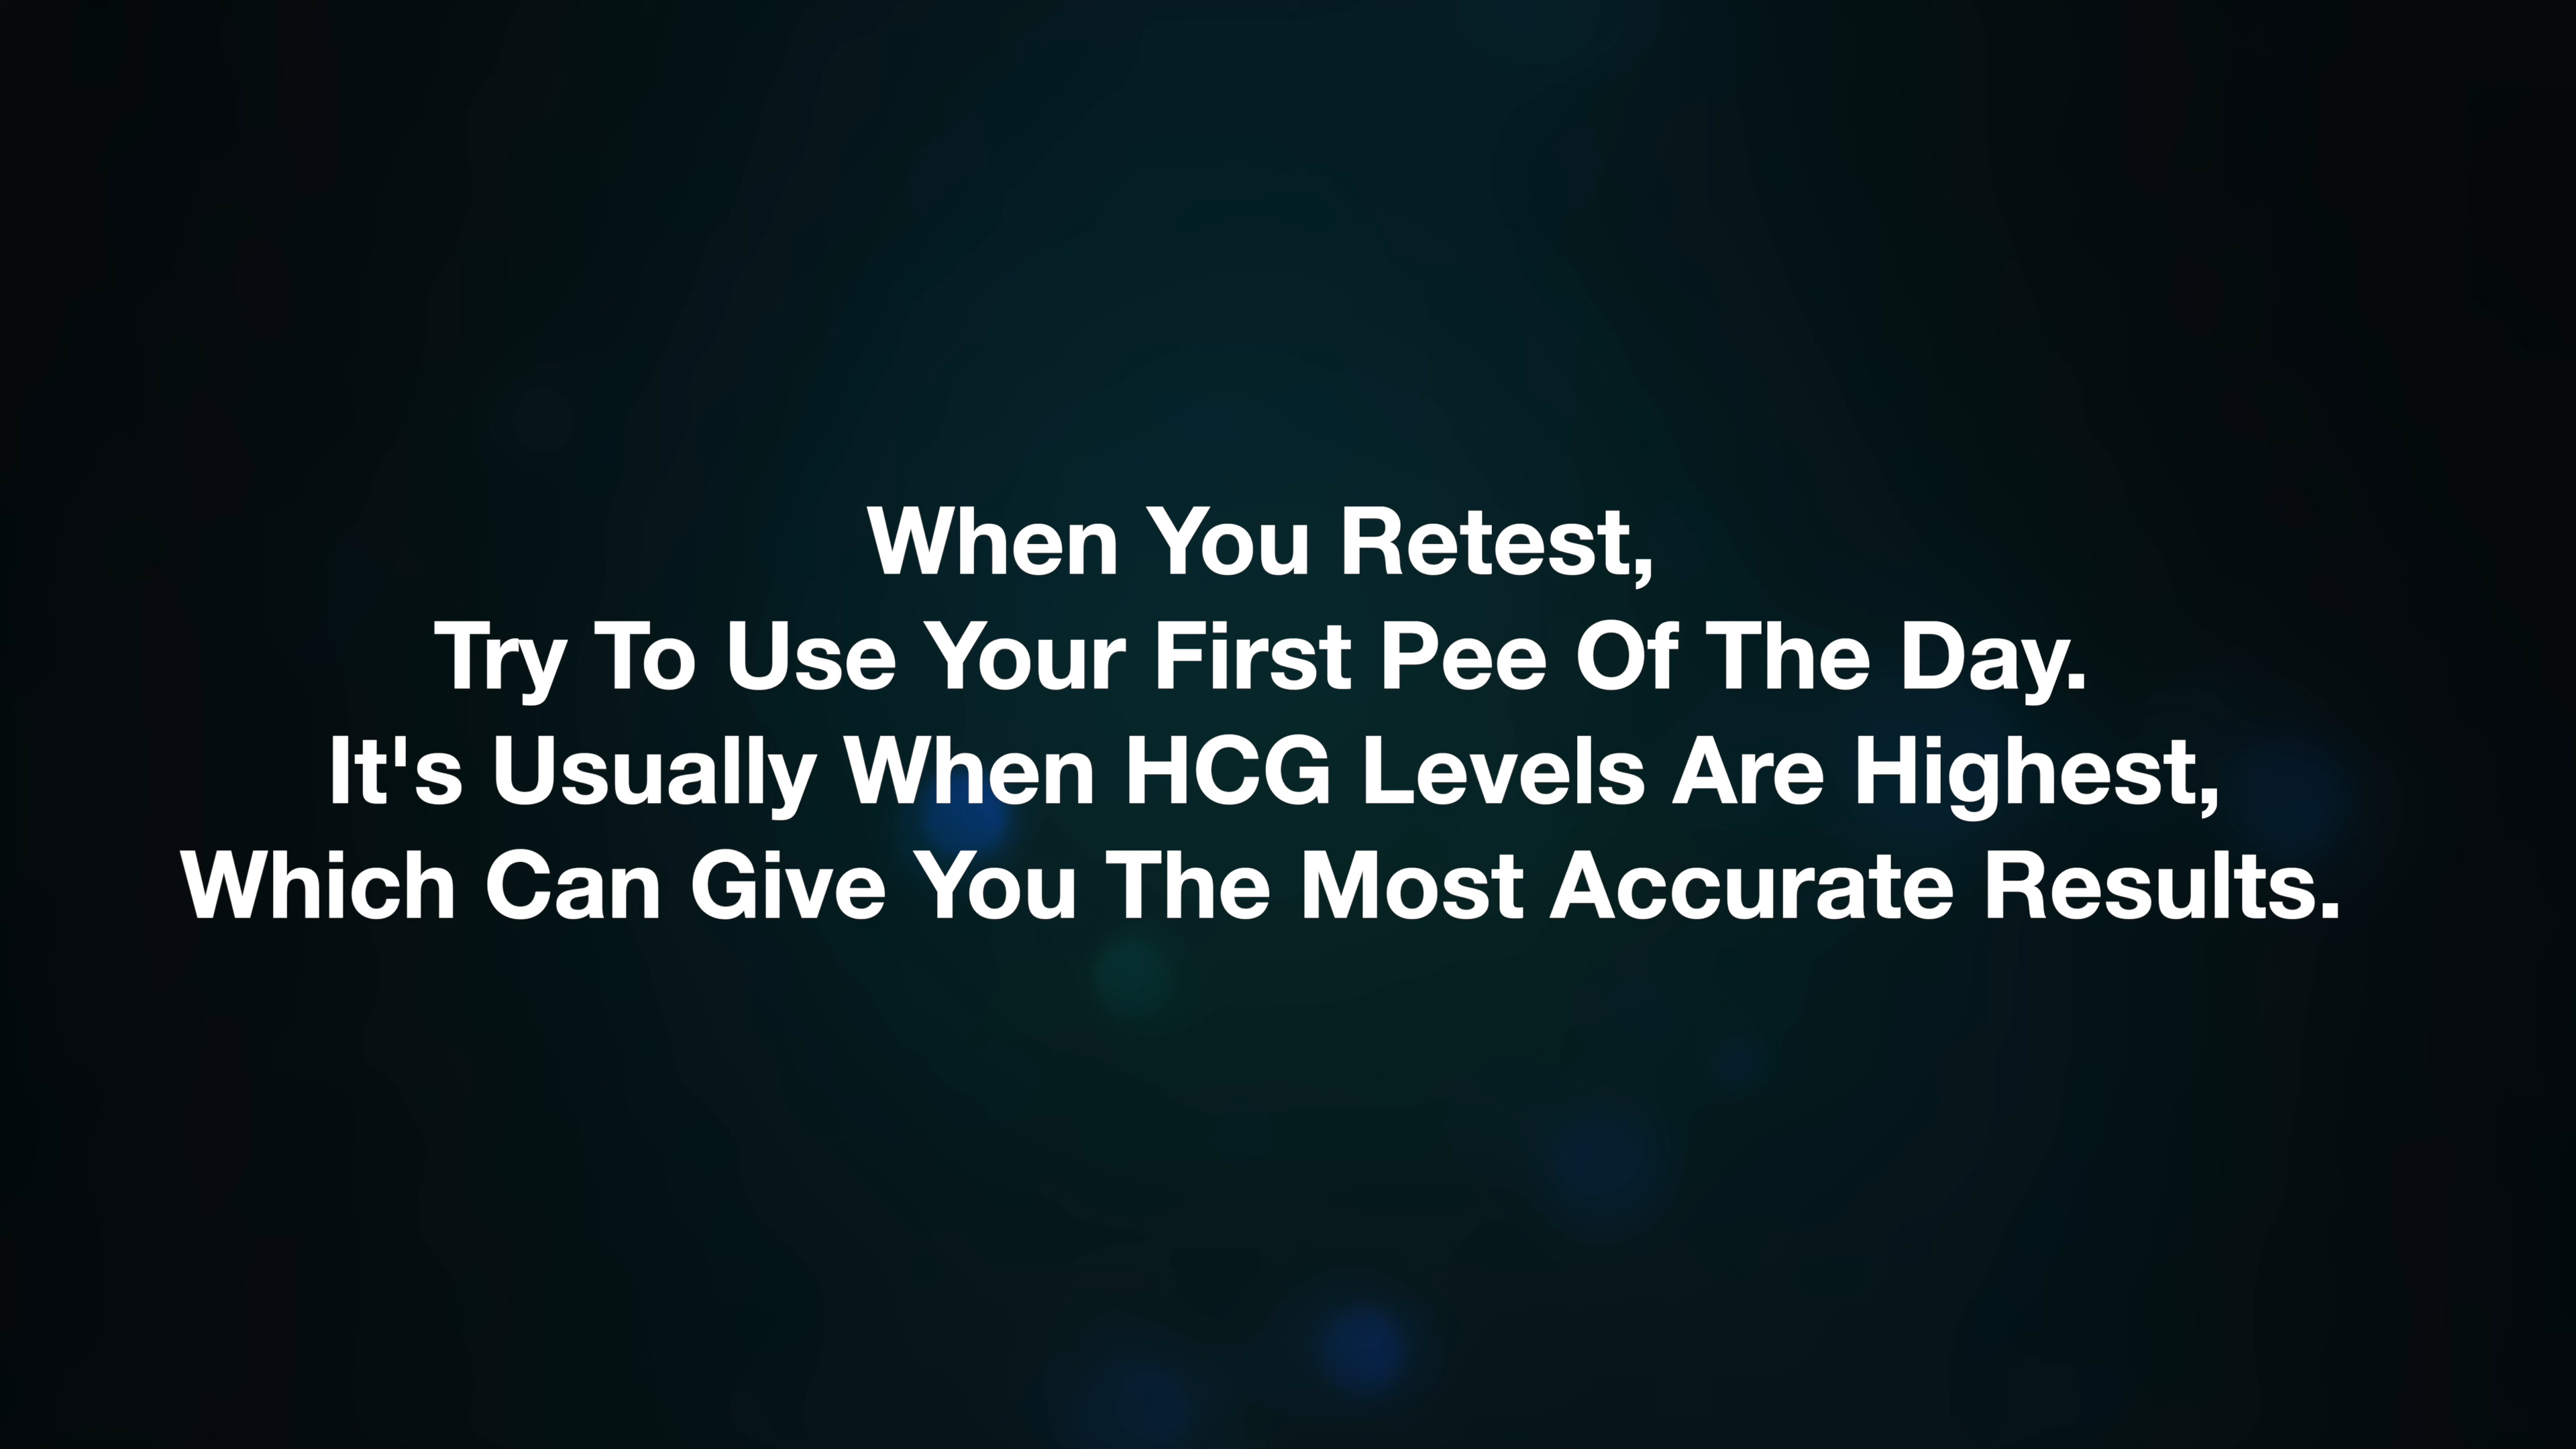 When You Retest,
Try To Use Your First Pee Of The Day.
It's Usually When HCG Levels Are Highest,
Which Can Give You The Most Accurate Results.